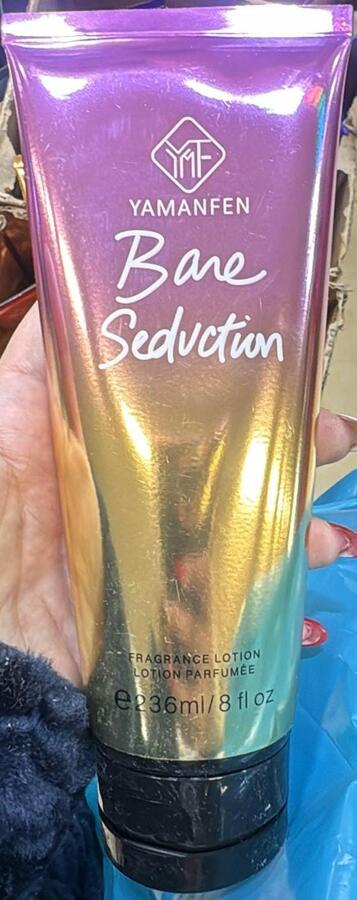 YMF
YAMANFEN
Bare
Seduction
FRAGRANCE LOTION
LOTION PARFUMÉE
℮236ml/8 fl oz